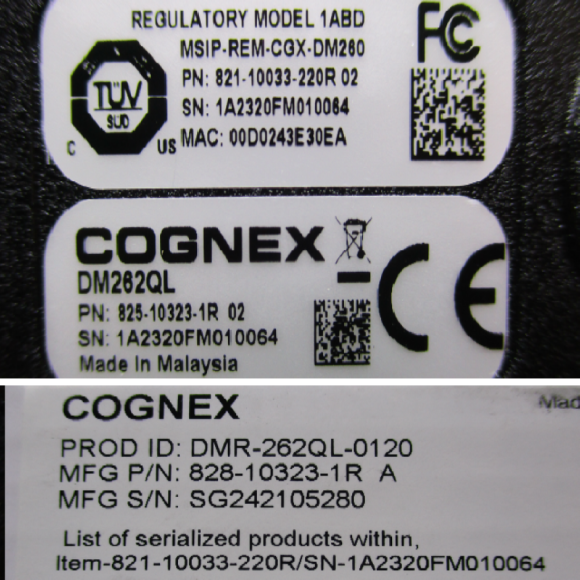 REGULATORY MODEL 1ABD
MSIP-REM-CGX-DM260
PN: 821-10033-220R 02
SN: 1A2320FM010064
MAC: 00D0243E30EA
FC
TÜV
SÜD
C US
COGNEX
DM262QL
PN: 825-10323-1R 02
SN: 1A2320FM010064
Made In Malaysia
CE
COGNEX
PROD ID: DMR-262QL-0120
MFG P/N: 828-10323-1R A
MFG S/N: SG242105280
List of serialized products within,
Item-821-10033-220R/SN-1A2320FM010064